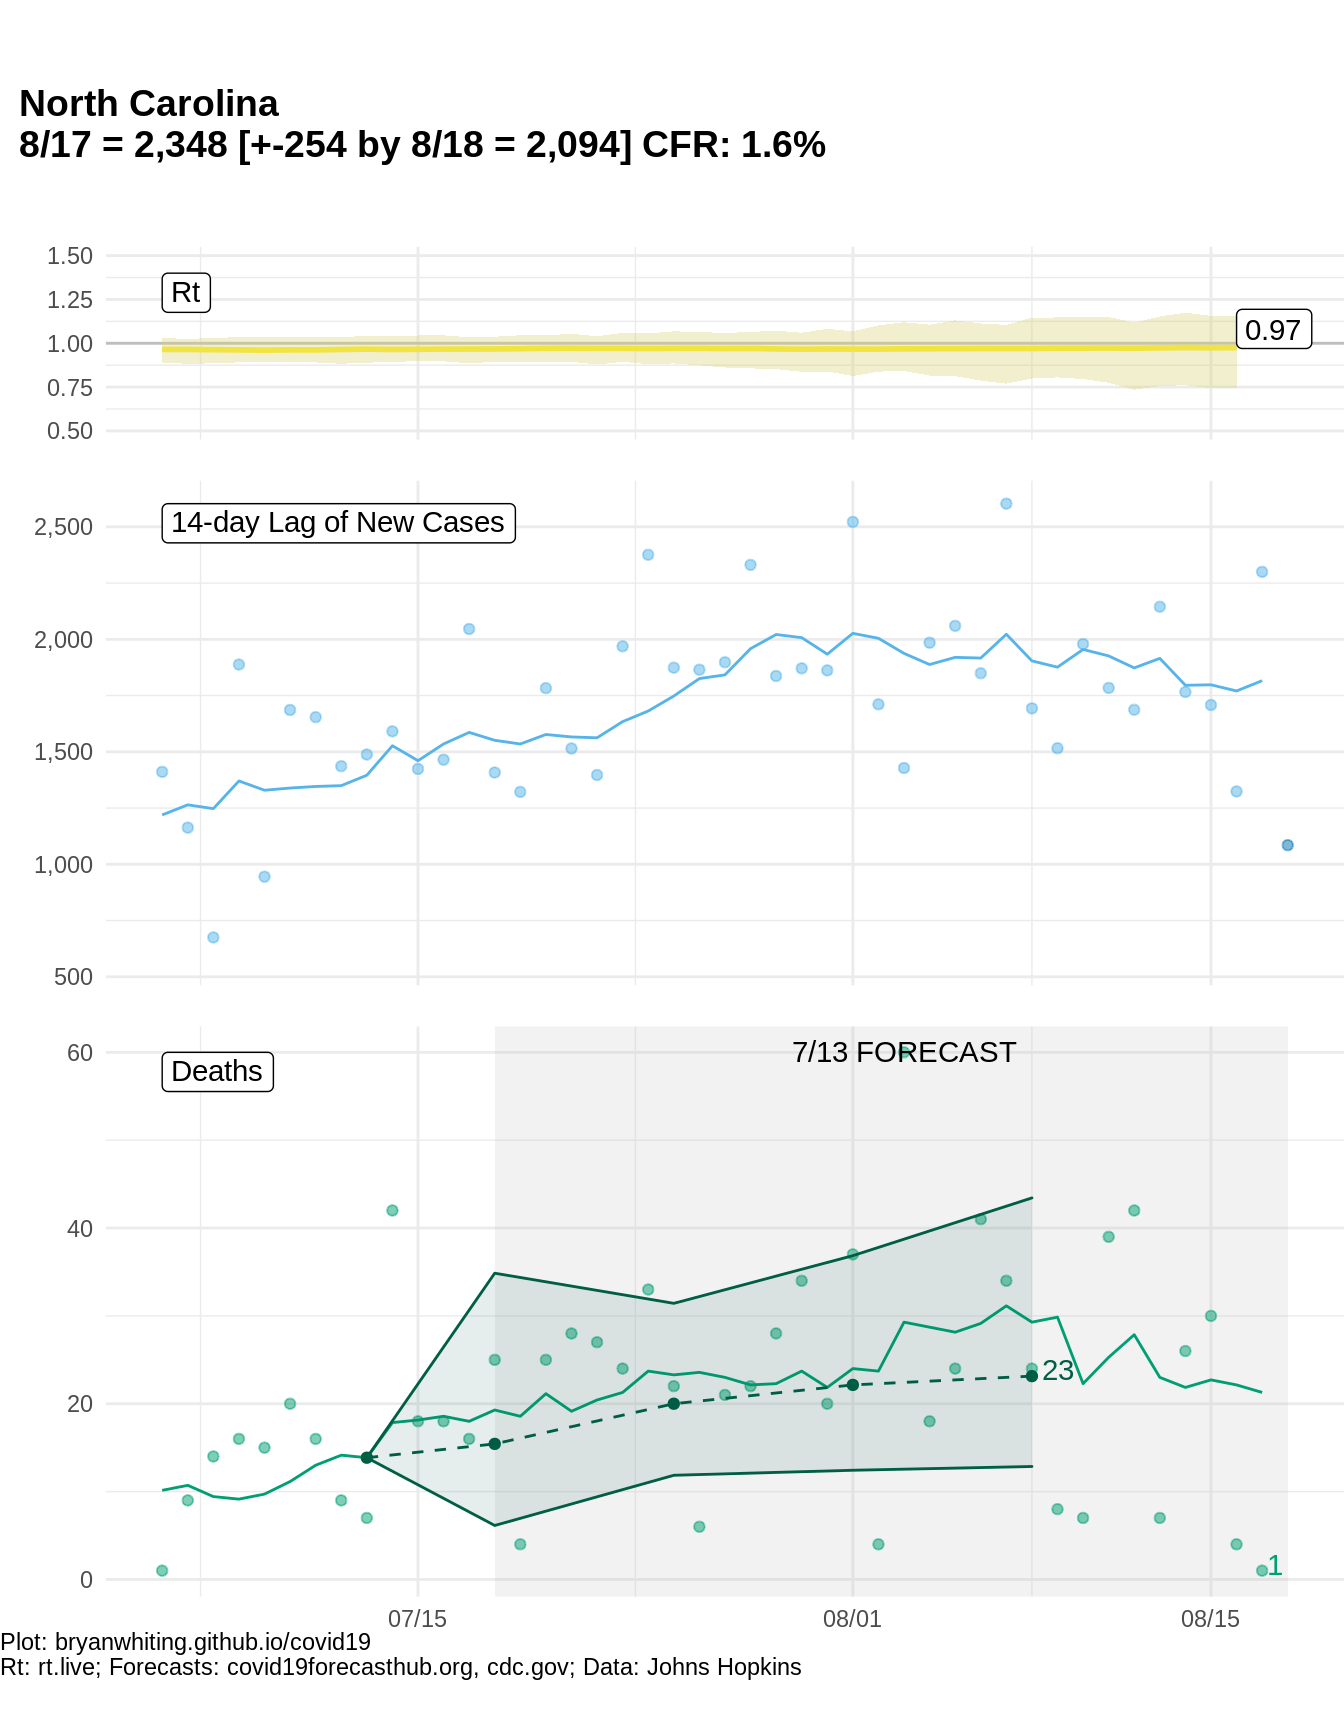 North Carolina
8/17 = 2,348 [+-254 by 8/18 = 2,094] CFR: 1.6%
1.50
1.25
1.00
0.75
0.50
Rt
0.97
2,500
2,000
1,500
1,000
500
14-day Lag of New Cases
60
40
20
0
Deaths
7/13 FORECAST
23
1
07/15
08/01
08/15
Plot: bryanwhiting.github.io/covid19
Rt: rt.live; Forecasts: covid19forecasthub.org, cdc.gov; Data: Johns Hopkins